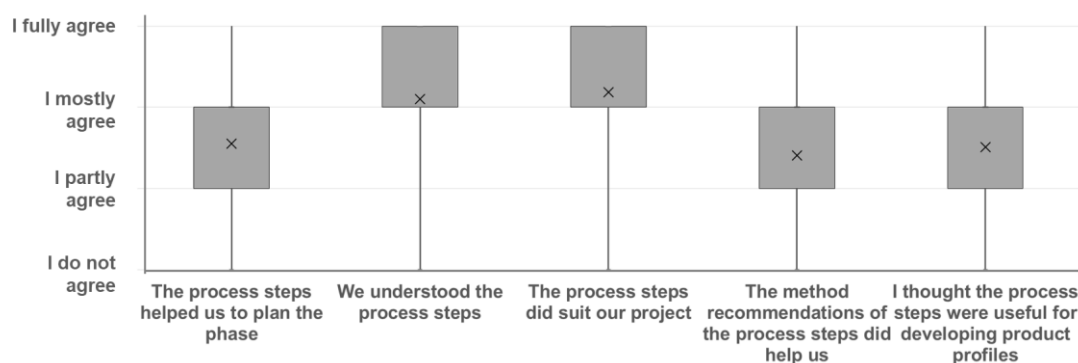 I fully agree
I mostly
agree
I partly
agree
I do not
agree
The process steps
helped us to plan the
phase
We understood the
process steps
The process steps
did suit our project
The method
recommendations of
the process steps did
help us
I thought the process
steps were useful for
developing product
profiles